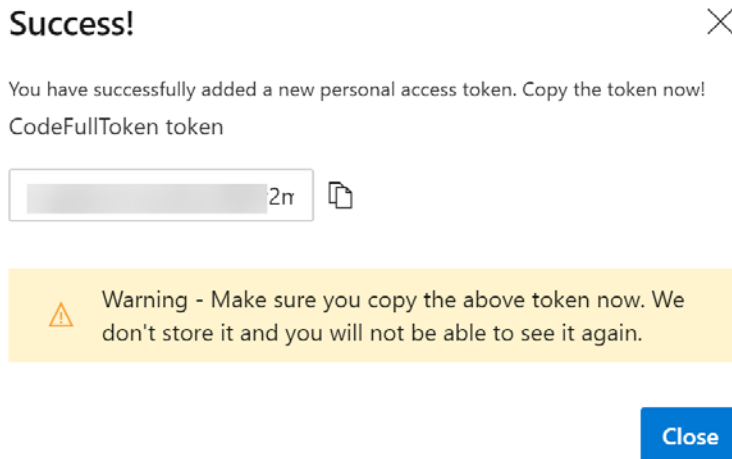 Success!
You have successfully added a new personal access token. Copy the token now!
CodeFullToken token
2m
Warning - Make sure you copy the above token now. We
don't store it and you will not be able to see it again.
Close